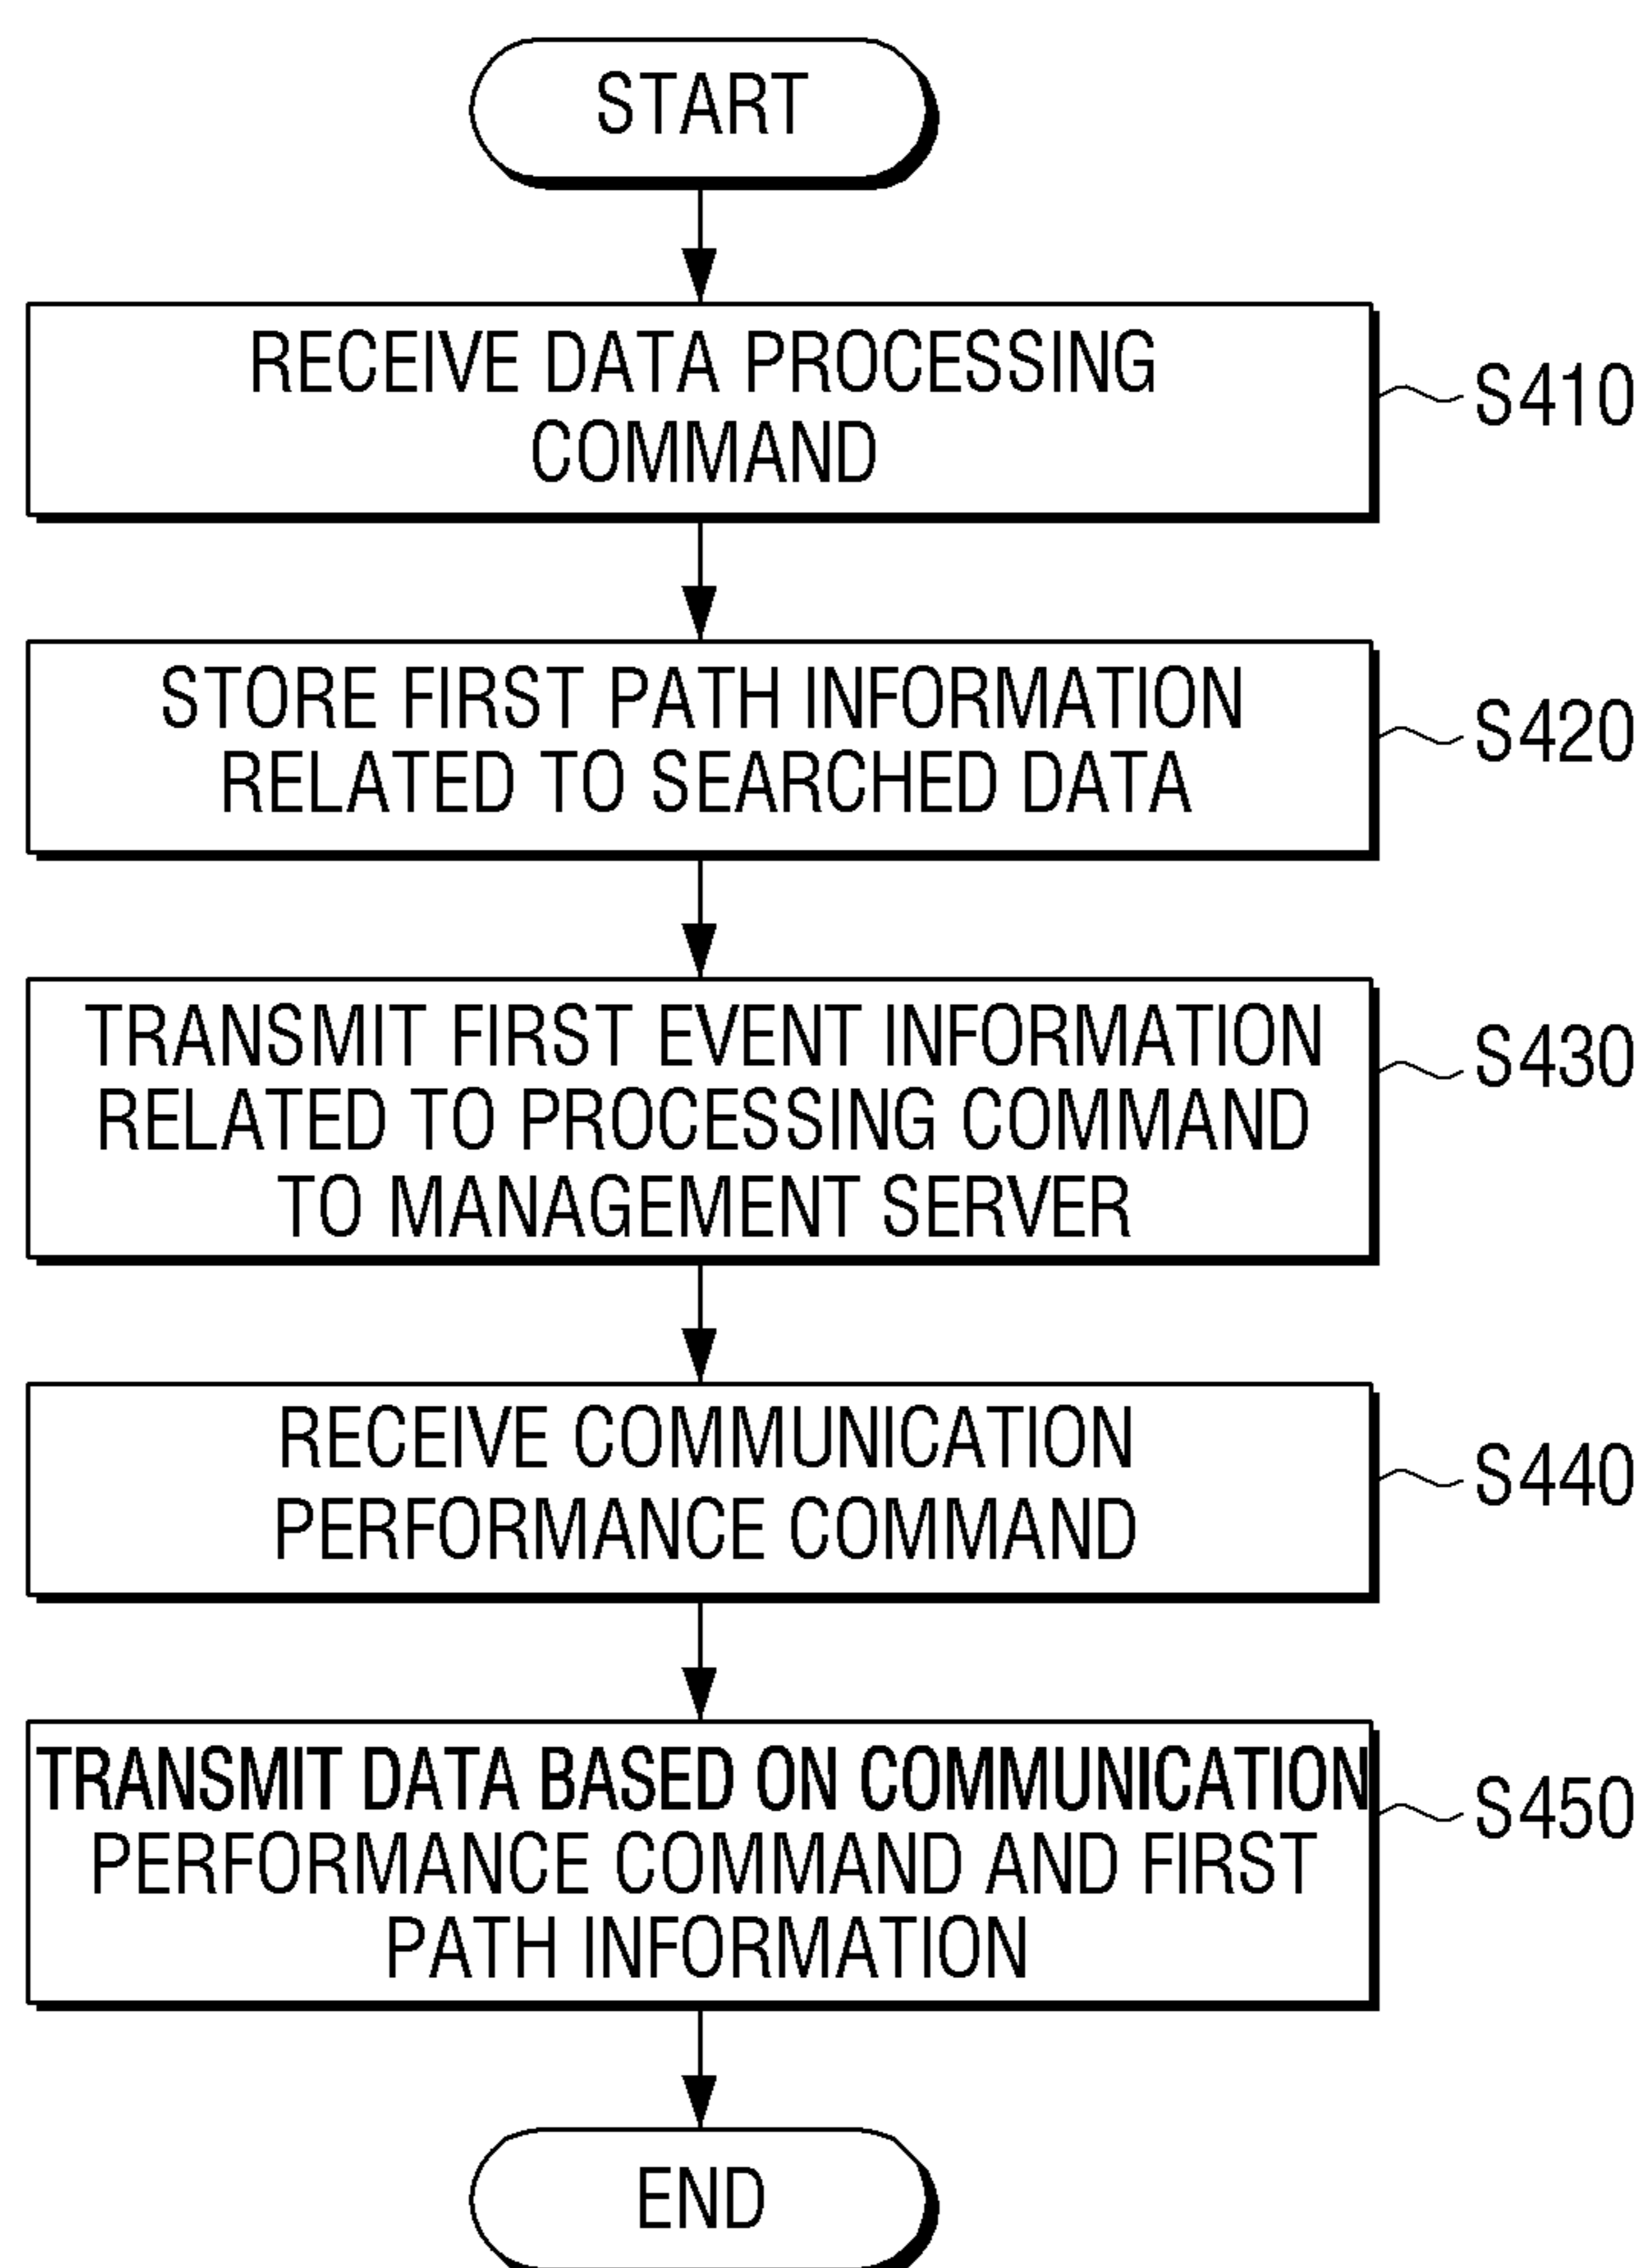 START
RECEIVE DATA PROCESSING
COMMAND
S410
STORE FIRST PATH INFORMATION
RELATED TO SEARCHED DATA
S420
TRANSMIT FIRST EVENT INFORMATION
RELATED TO PROCESSING COMMAND
TO MANAGEMENT SERVER
S430
RECEIVE COMMUNICATION
PERFORMANCE COMMAND
S440
TRANSMIT DATA BASED ON COMMUNICATION
PERFORMANCE COMMAND AND FIRST
PATH INFORMATION
S450
END